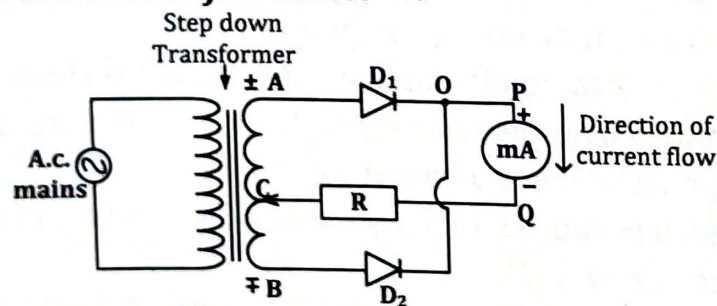 Step down
Transformer
± A
D₁
O
P
+
A.c.
mains
mA
Direction of
current flow
C
R
−
Q
∓ B
D₂